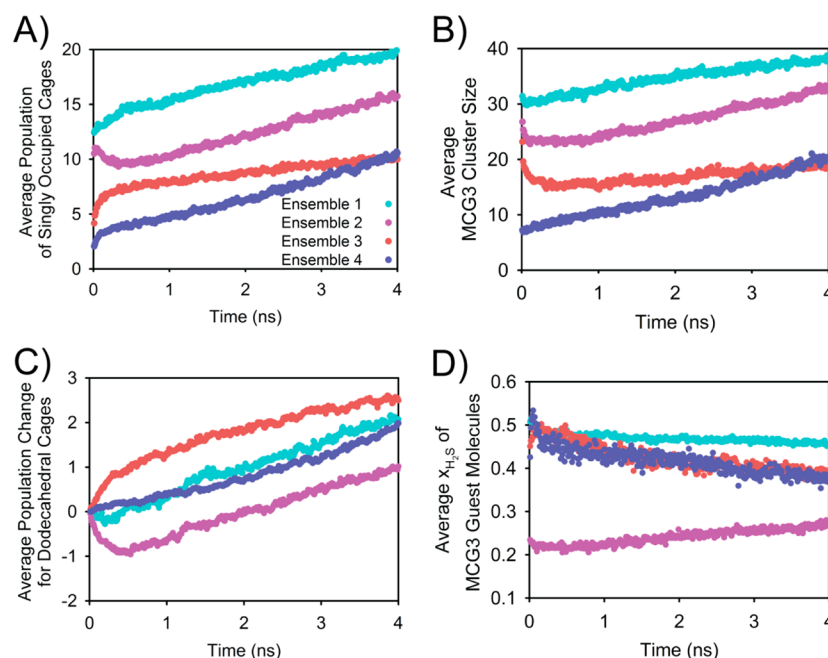 A)
Average Population
of Singly Occupied Cages
20
15
10
5
0
0 1 2 3 4
Time (ns)
Ensemble 1
Ensemble 2
Ensemble 3
Ensemble 4
B)
Average
MCG3 Cluster Size
40
30
20
10
0
0 1 2 3 4
Time (ns)
C)
Average Population Change
for Dodecahedral Cages
3
2
1
0
-1
-2
0 1 2 3 4
Time (ns)
D)
Average xH2S of
MCG3 Guest Molecules
0.6
0.5
0.4
0.3
0.2
0.1
0 1 2 3 4
Time (ns)